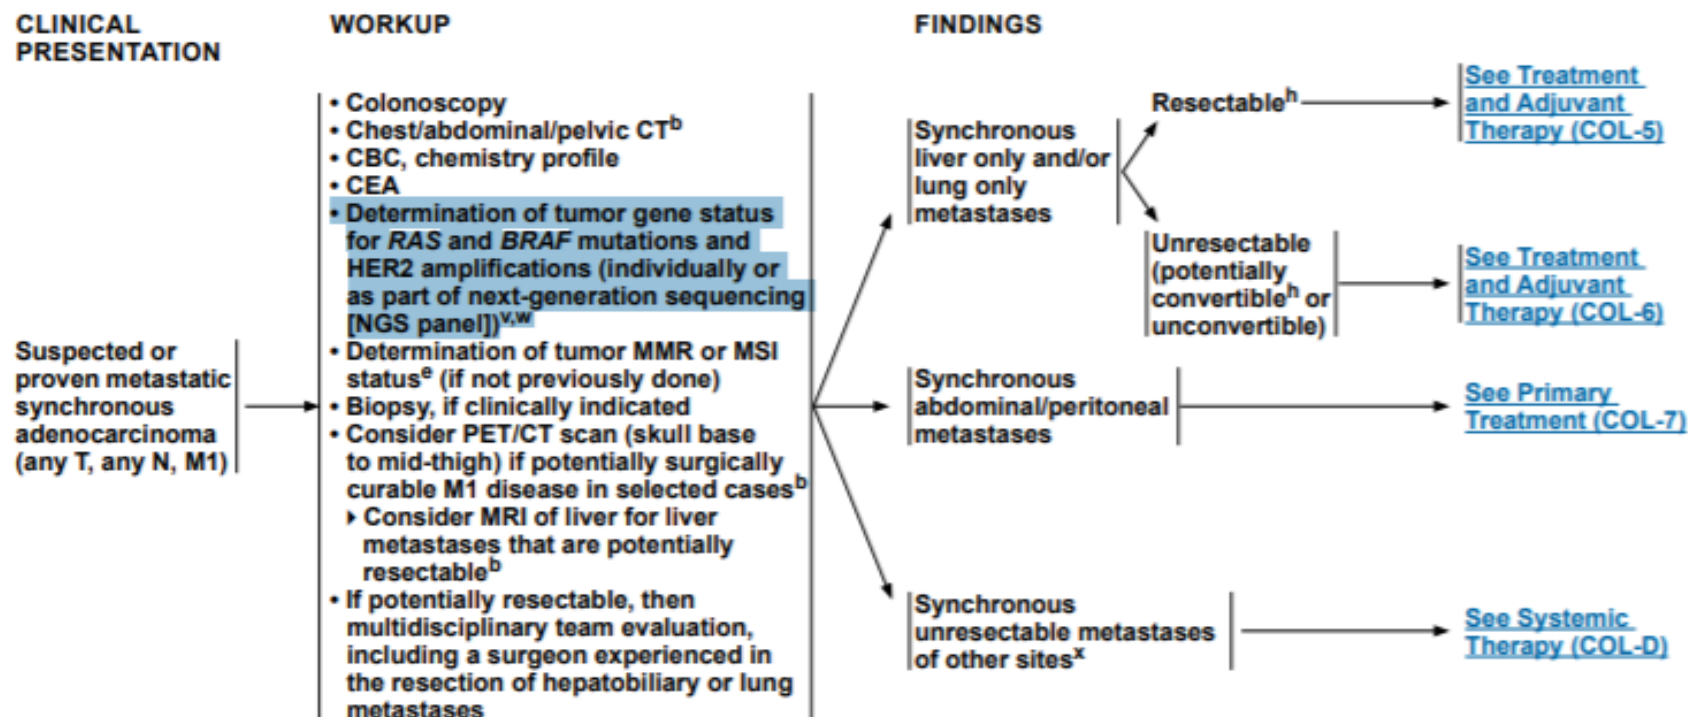 CLINICAL
PRESENTATION
WORKUP
FINDINGS
Suspected or
proven metastatic
synchronous
adenocarcinoma
(any T, any N, M1)
• Colonoscopy
• Chest/abdominal/pelvic CTᵇ
• CBC, chemistry profile
• CEA
• Determination of tumor gene status
for RAS and BRAF mutations and
HER2 amplifications (individually or
as part of next-generation sequencing
[NGS panel])ᵛ,ʷ
• Determination of tumor MMR or MSI
statusᵉ (if not previously done)
• Biopsy, if clinically indicated
• Consider PET/CT scan (skull base
to mid-thigh) if potentially surgically
curable M1 disease in selected casesᵇ
‣ Consider MRI of liver for liver
metastases that are potentially
resectableᵇ
• If potentially resectable, then
multidisciplinary team evaluation,
including a surgeon experienced in
the resection of hepatobiliary or lung
metastases
Synchronous
liver only and/or
lung only
metastases
Resectableʰ
See Treatment
and Adjuvant
Therapy (COL-5)
Unresectable
(potentially
convertibleʰ or
unconvertible)
See Treatment
and Adjuvant
Therapy (COL-6)
Synchronous
abdominal/peritoneal
metastases
See Primary
Treatment (COL-7)
Synchronous
unresectable metastases
of other sitesˣ
See Systemic
Therapy (COL-D)